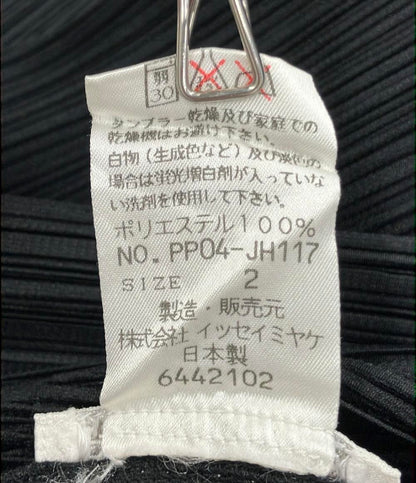 弱
30
タンブラー乾燥及び家庭での
乾燥機はお避け下さい。
白物（生成色など）及び淡色の
場合は蛍光増白剤が入っていな
い洗剤を使用して下さい。
ポリエステル100%
NO. PP04-JH117
SIZE 2
製造・販売元
株式会社 イツセイミヤケ
日本製
6442102